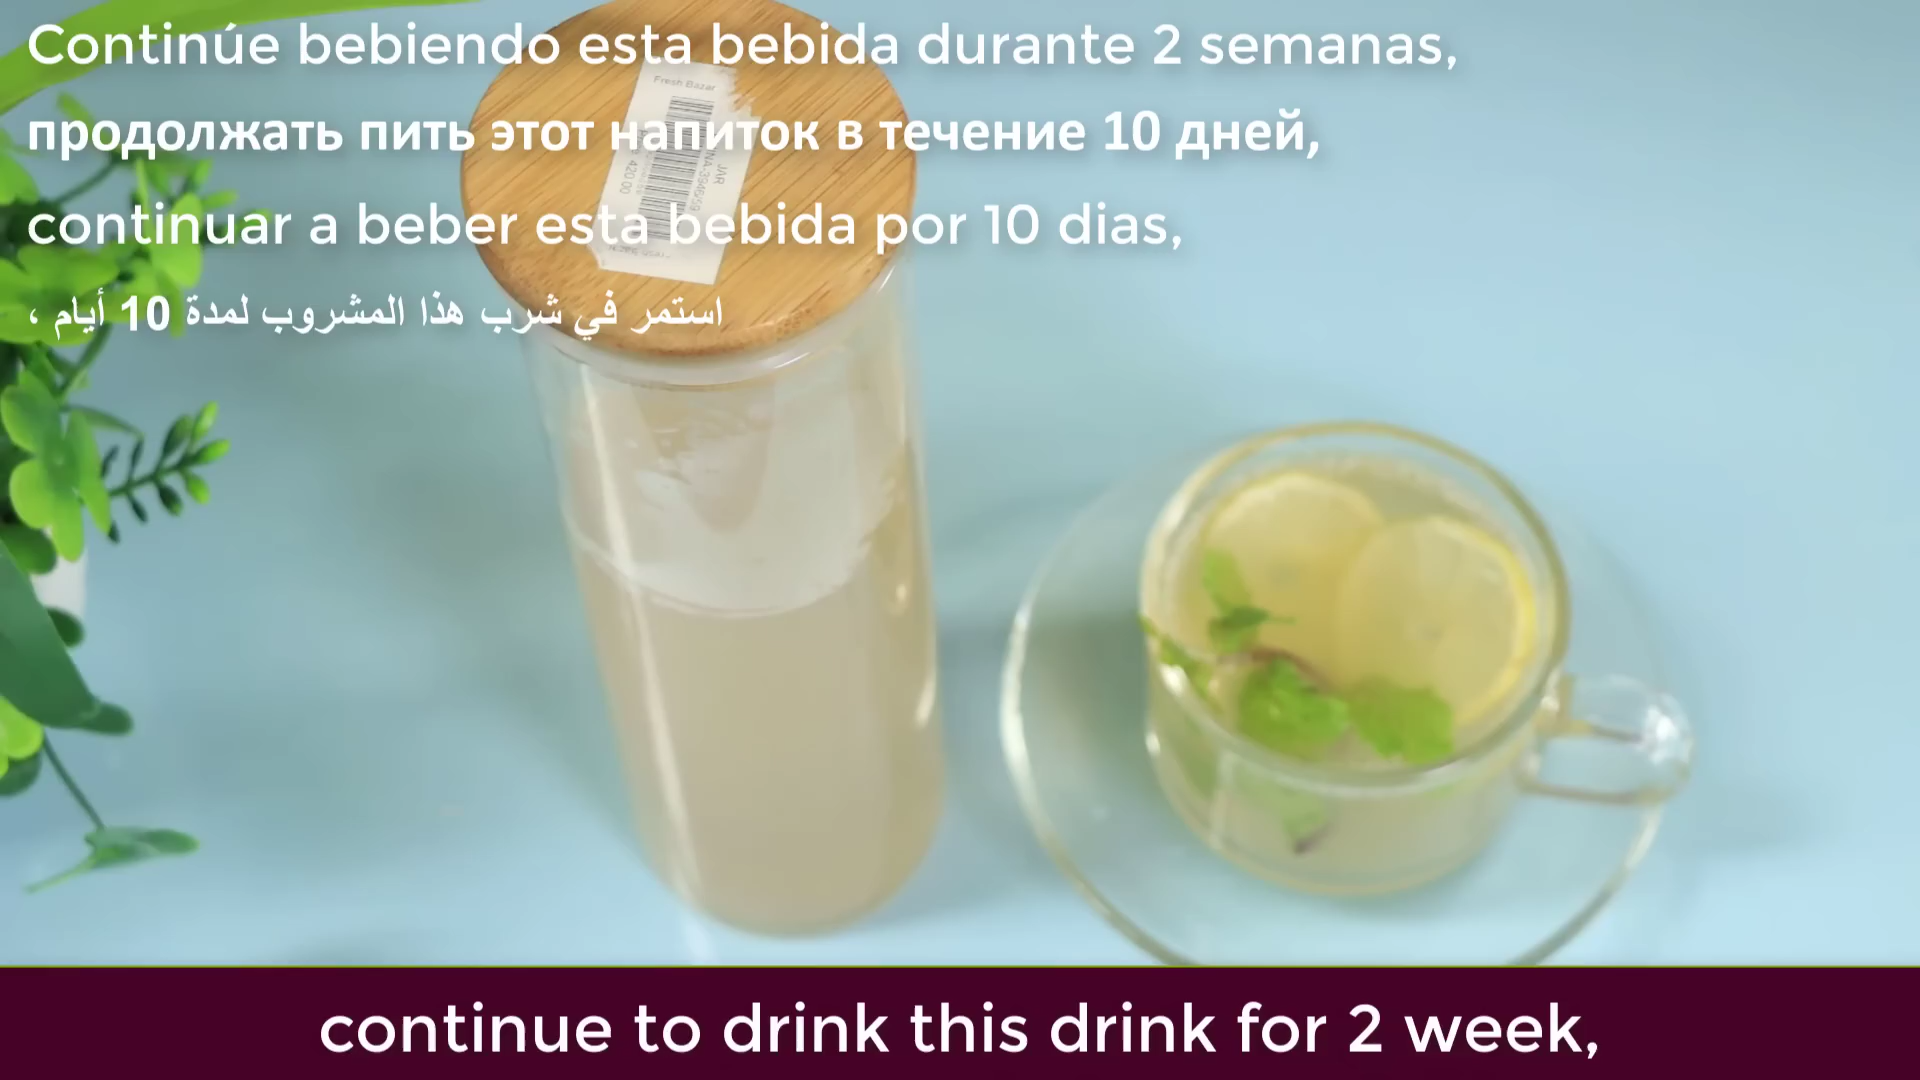 Continúe bebiendo esta bebida durante 2 semanas,
продолжать пить этот напиток в течение 10 дней,
continuar a beber esta bebida por 10 dias,
استمر في شرب هذا المشروب لمدة 10 أيام ،
Fresh Bazar
JAR
420.00
continue to drink this drink for 2 week,